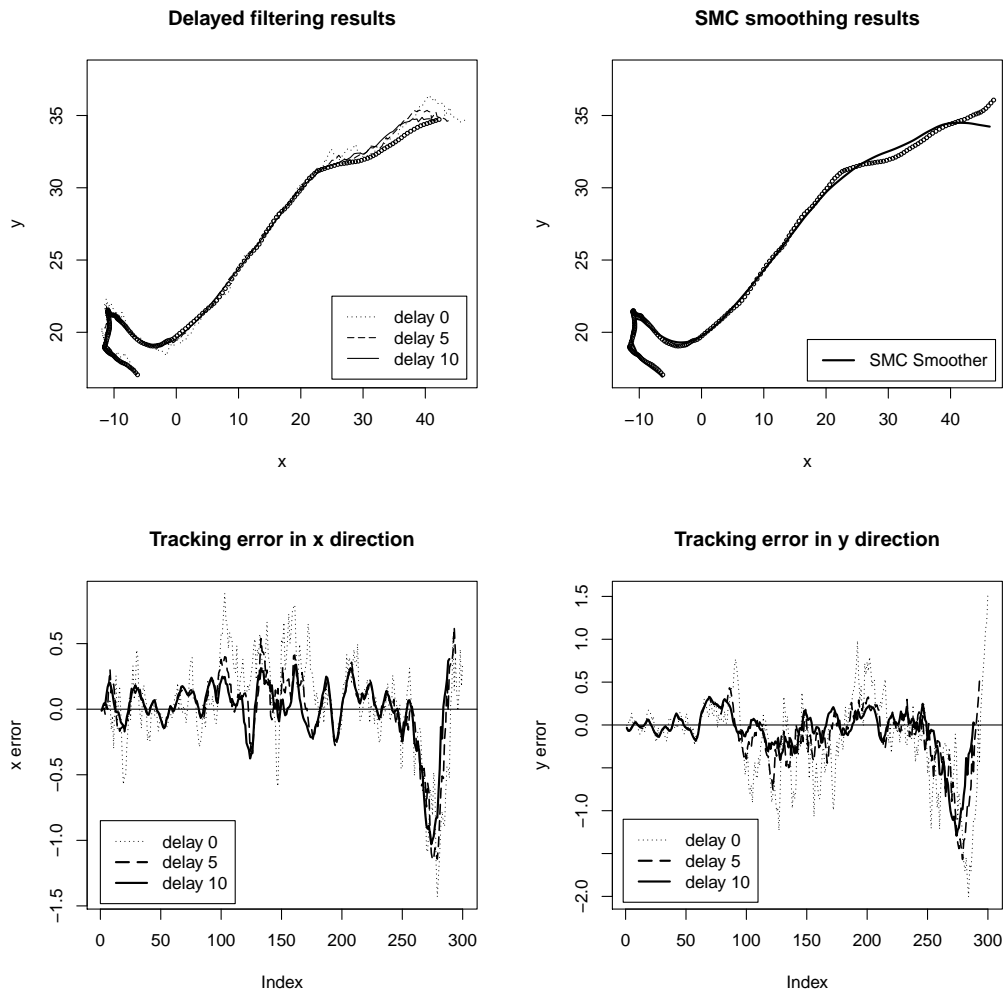 Delayed filtering results
y
35
30
25
20
−10 0 10 20 30 40
x
delay 0
delay 5
delay 10
SMC smoothing results
y
35
30
25
20
−10 0 10 20 30 40
x
SMC Smoother
Tracking error in x direction
x error
0.5
0.0
−0.5
−1.0
−1.5
0 50 100 150 200 250 300
Index
delay 0
delay 5
delay 10
Tracking error in y direction
y error
1.5
1.0
0.5
0.0
−1.0
−2.0
0 50 100 150 200 250 300
Index
delay 0
delay 5
delay 10